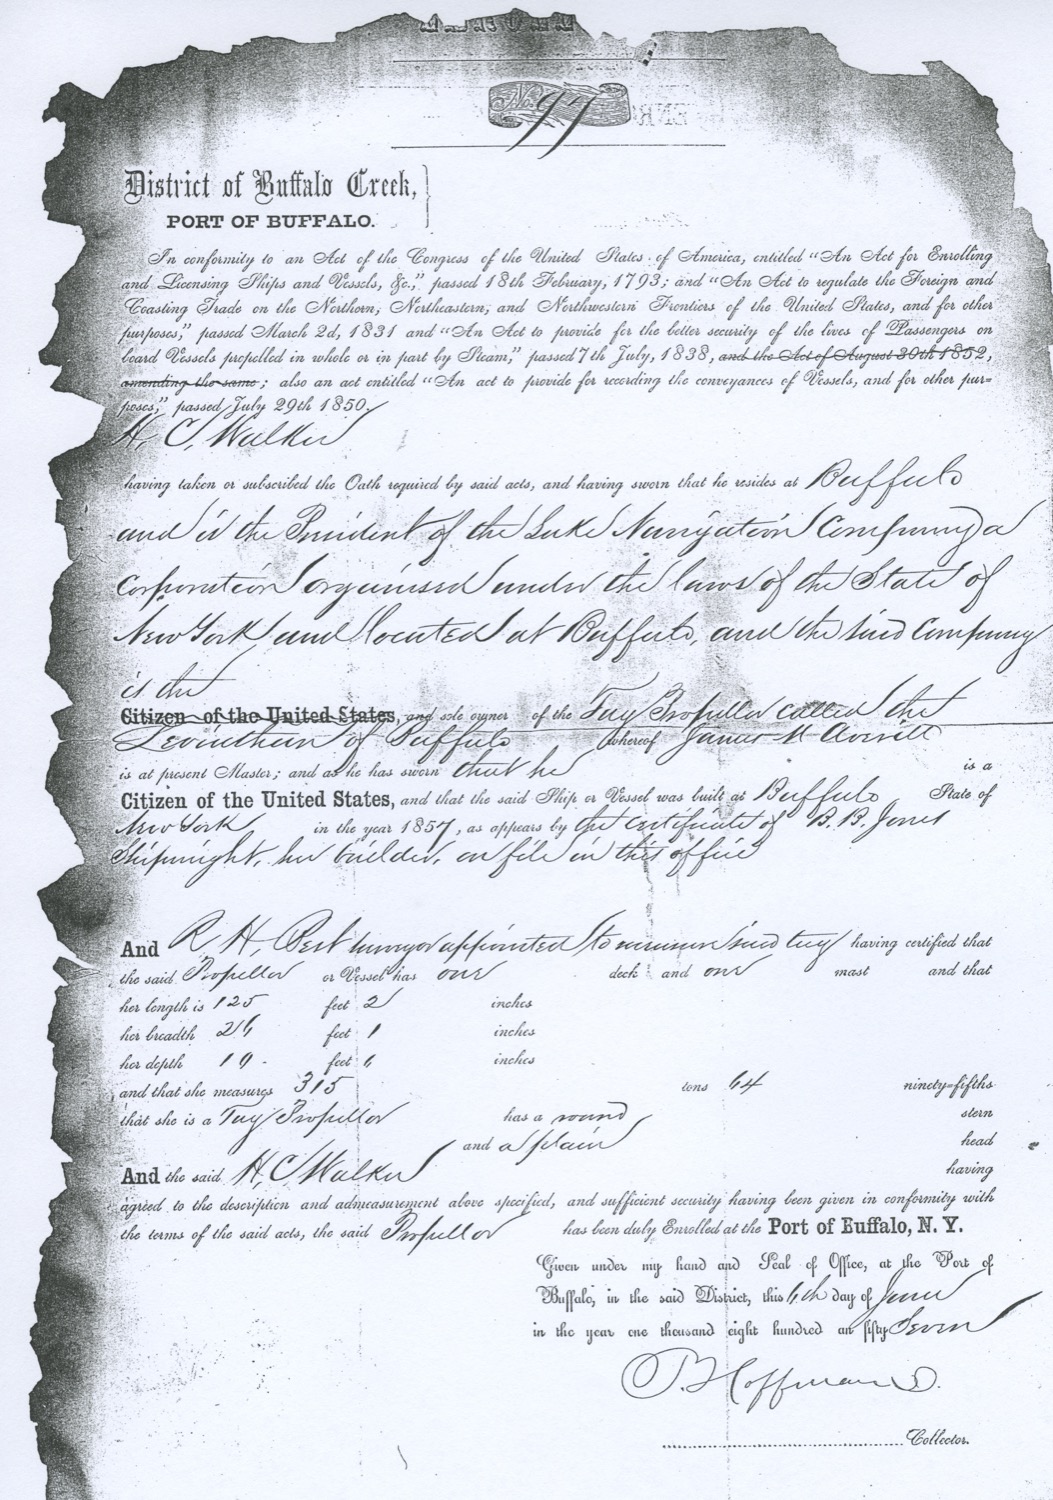 No. 97
District of Buffalo Creek,
PORT OF BUFFALO.
In conformity to an Act of the Congress of the United States of America, entitled "An Act for Enrolling
and Licensing Ships and Vessels, &c.," passed 18th February, 1793; and "An Act to regulate the Foreign and
Coasting Trade on the Northern, Northeastern, and Northwestern Frontiers of the United States, and for other
purposes," passed March 2d, 1831 and "An Act to provide for the better security of the lives of Passengers on
board Vessels propelled in whole or in part by Steam," passed 7th July, 1838, and the Act of August 30th 1852,
amending the same; also an act entitled "An act to provide for recording the conveyances of Vessels, and for other pur=
poses," passed July 29th 1850.
H. C. Walker
having taken or subscribed the Oath required by said acts, and having sworn that he resides at Buffalo
and is the President of the Lake Navigation Company a
corporation organised under the laws of the State of
New York and located at Buffalo, and the said Company
is the
Citizen of the United States, and sole owner of the Tug Propellor called the
Leviathan of Buffalo whereof James M Averill
is at present Master; and as he has sworn that he is a
Citizen of the United States, and that the said Ship or Vessel was built at Buffalo State of
New York in the year 1857, as appears by the certificate of B. B. Jones
Shipwright, her builder, on file in this office
And R. H. Best surveyor appointed to measure said tug having certified that
the said Propellor or Vessel has one deck and one mast and that
her length is 125 feet 2 inches
her breadth 26 feet 1 inches
her depth feet 6 inches
and that she measures 315 tons 64 ninety=fifths
that she is a Tug Propellor has a round stern
and a plain head
And the said H. C. Walker having
agreed to the description and admeasurement above specified, and sufficient security having been given in conformity with
the terms of the said acts, the said Propellor has been duly Enrolled at the Port of Buffalo, N. Y.
Given under my hand and Seal of Office, at the Port of
Buffalo, in the said District, this 6th day of June
in the year one thousand eight hundred an fifty Seven
Hoffman
Collector.